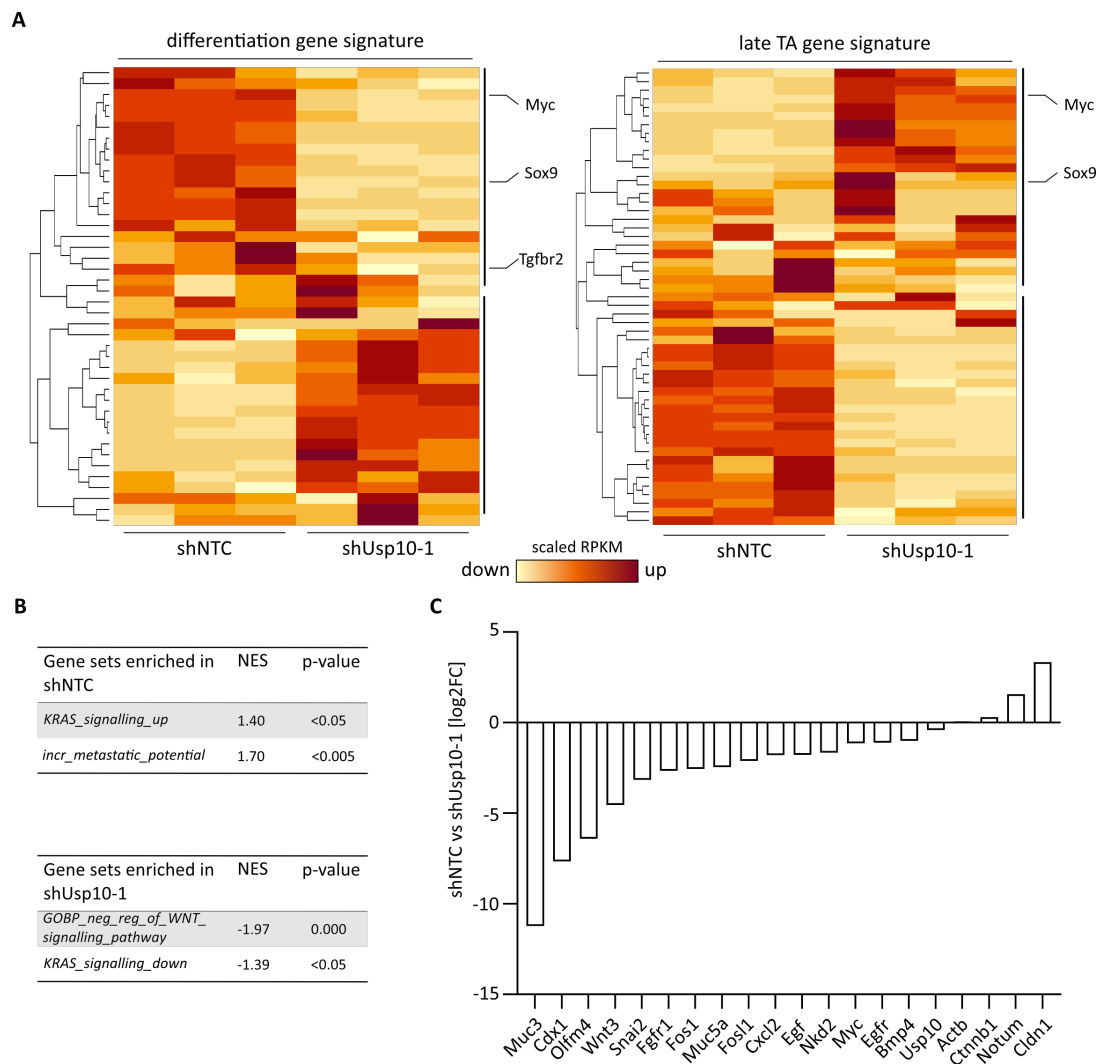 A
differentiation gene signature
late TA gene signature
Myc
Sox9
Tgfbr2
Myc
Sox9
shNTC
shUsp10-1
shNTC
shUsp10-1
scaled RPKM
down
up
B
Gene sets enriched in
shNTC
NES
p-value
KRAS_signalling_up
1.40
<0.05
incr_metastatic_potential
1.70
<0.005
Gene sets enriched in
shUsp10-1
NES
p-value
GOBP_neg_reg_of_WNT_
signalling_pathway
-1.97
0.000
KRAS_signalling_down
-1.39
<0.05
C
shNTC vs shUsp10-1 [log2FC]
5
0
-5
-10
-15
Muc3
Cdx1
Olfm4
Wnt3
Snai2
Fgfr1
Fos1
Muc5a
Fosl1
Cxcl2
Egf
Nkd2
Myc
Egfr
Bmp4
Usp10
Actb
Ctnnb1
Notum
Cldn1